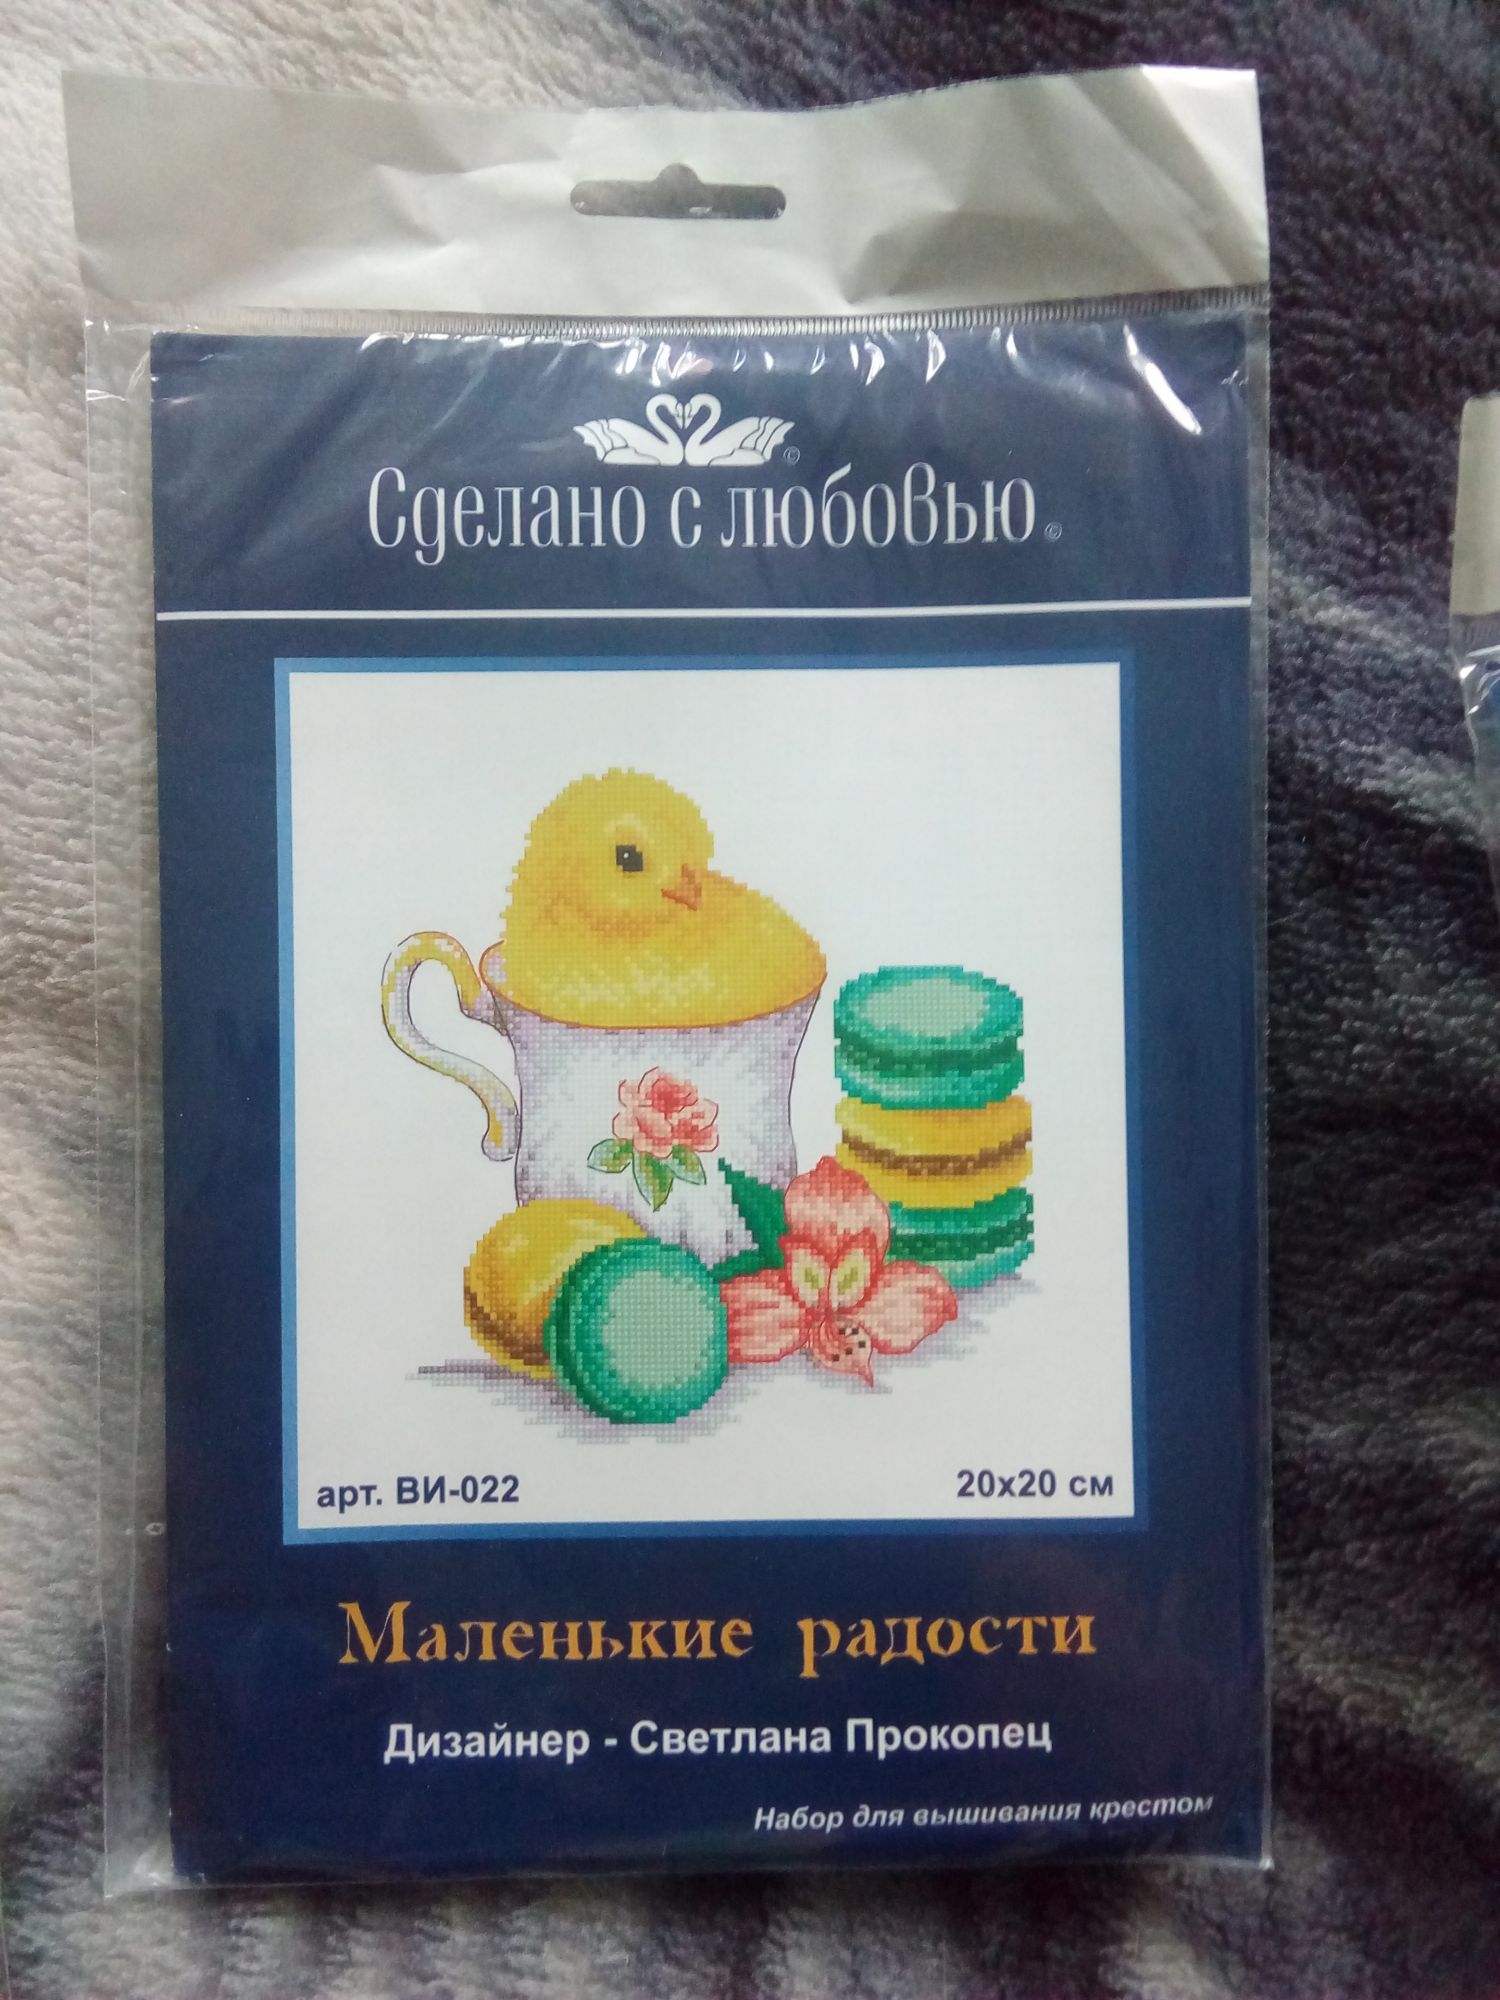 Сделано с любовью
арт. ВИ-022
20x20 см
Маленькие радости
Дизайнер - Светлана Прокопец
Набор для вышивания крестом